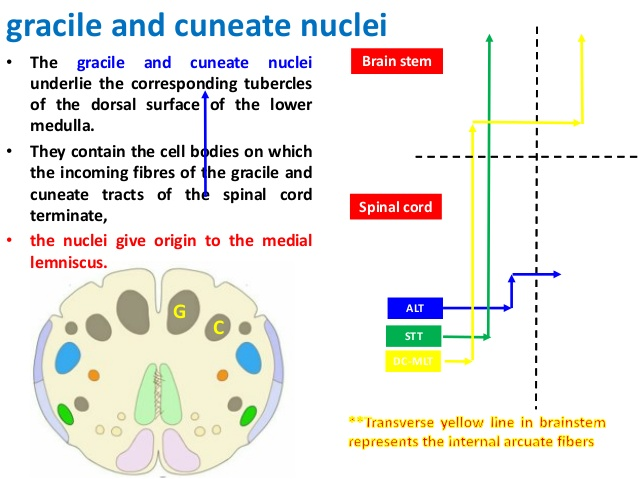 gracile and cuneate nuclei
• The gracile and cuneate nuclei
underlie the corresponding tubercles
of the dorsal surface of the lower
medulla.
• They contain the cell bodies on which
the incoming fibres of the gracile and
cuneate tracts of the spinal cord
terminate,
• the nuclei give origin to the medial
lemniscus.
G
C
Brain stem
Spinal cord
ALT
STT
DC-MLT
**Transverse yellow line in brainstem
represents the internal arcuate fibers